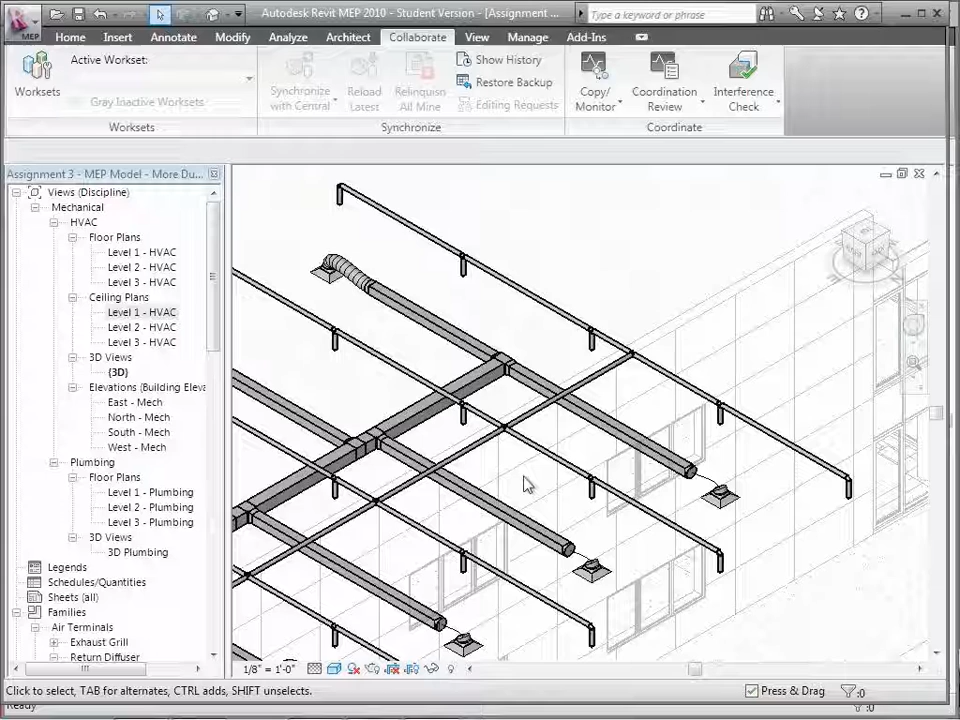 Autodesk Revit MEP 2010 - Student Version - [Assignment ...
Type a keyword or phrase
MEP
Home Insert Annotate Modify Analyze Architect Collaborate View Manage Add-Ins
Worksets
Active Workset:
Gray Inactive Worksets
Worksets
Synchronize with Central
Reload Latest
Relinquish All Mine
Show History
Restore Backup
Editing Requests
Synchronize
Copy/ Monitor
Coordination Review
Interference Check
Coordinate
Assignment 3 - MEP Model - More Du...
Views (Discipline)
Mechanical
HVAC
Floor Plans
Level 1 - HVAC
Level 2 - HVAC
Level 3 - HVAC
Ceiling Plans
Level 1 - HVAC
Level 2 - HVAC
Level 3 - HVAC
3D Views
{3D}
Elevations (Building Eleva
East - Mech
North - Mech
South - Mech
West - Mech
Plumbing
Floor Plans
Level 1 - Plumbing
Level 2 - Plumbing
Level 3 - Plumbing
3D Views
3D Plumbing
Legends
Schedules/Quantities
Sheets (all)
Families
Air Terminals
Exhaust Grill
Return Diffuser
1/8" = 1'-0"
Click to select, TAB for alternates, CTRL adds, SHIFT unselects.
Press & Drag
:0
Ready
:0